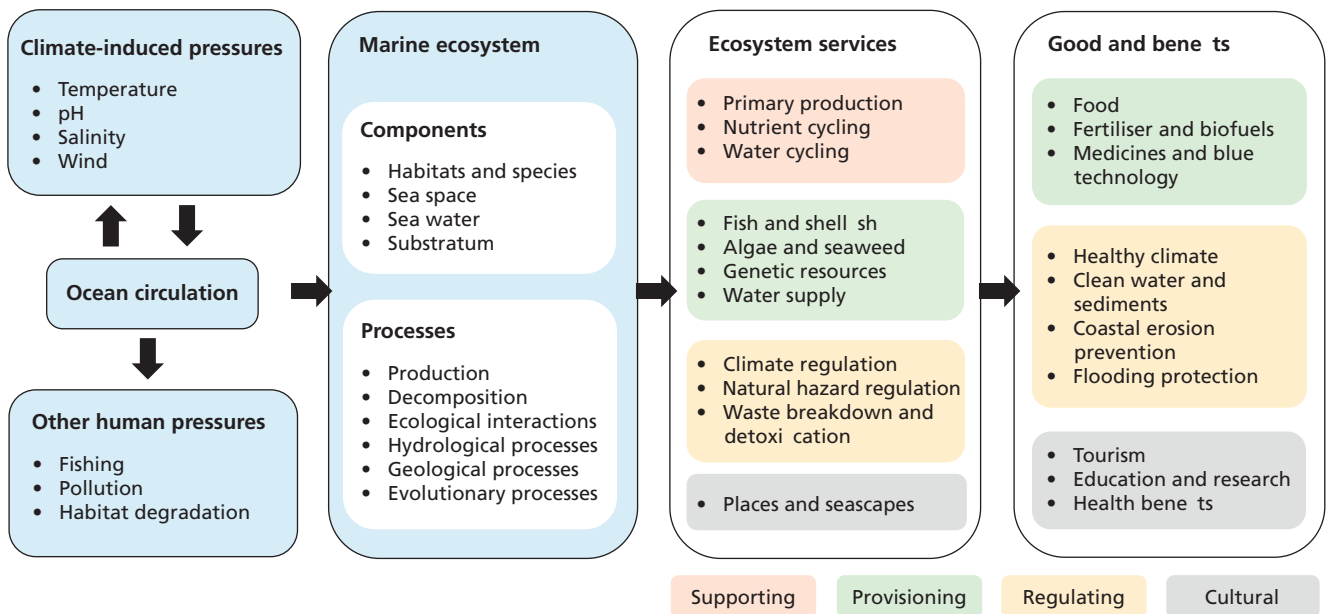 Climate-induced pressures
• Temperature
• pH
• Salinity
• Wind
Ocean circulation
Other human pressures
• Fishing
• Pollution
• Habitat degradation
Marine ecosystem
Components
• Habitats and species
• Sea space
• Sea water
• Substratum
Processes
• Production
• Decomposition
• Ecological interactions
• Hydrological processes
• Geological processes
• Evolutionary processes
Ecosystem services
• Primary production
• Nutrient cycling
• Water cycling
• Fish and shell sh
• Algae and seaweed
• Genetic resources
• Water supply
• Climate regulation
• Natural hazard regulation
• Waste breakdown and
detoxi cation
• Places and seascapes
Good and bene ts
• Food
• Fertiliser and biofuels
• Medicines and blue
technology
• Healthy climate
• Clean water and
sediments
• Coastal erosion
prevention
• Flooding protection
• Tourism
• Education and research
• Health bene ts
Supporting
Provisioning
Regulating
Cultural